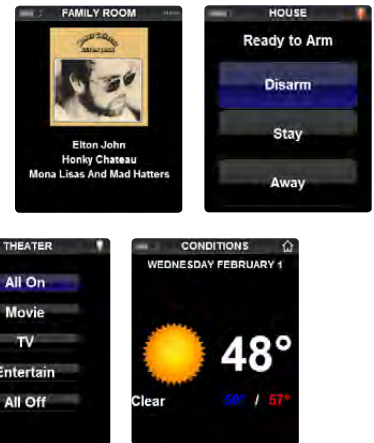 FAMILY ROOM
Elton John
Honky Chateau
Mona Lisas And Mad Hatters
HOUSE
Ready to Arm
Disarm
Stay
Away
THEATER
All On
Movie
TV
Entertain
All Off
CONDITIONS
WEDNESDAY FEBRUARY 1
48°
Clear
/ 57°